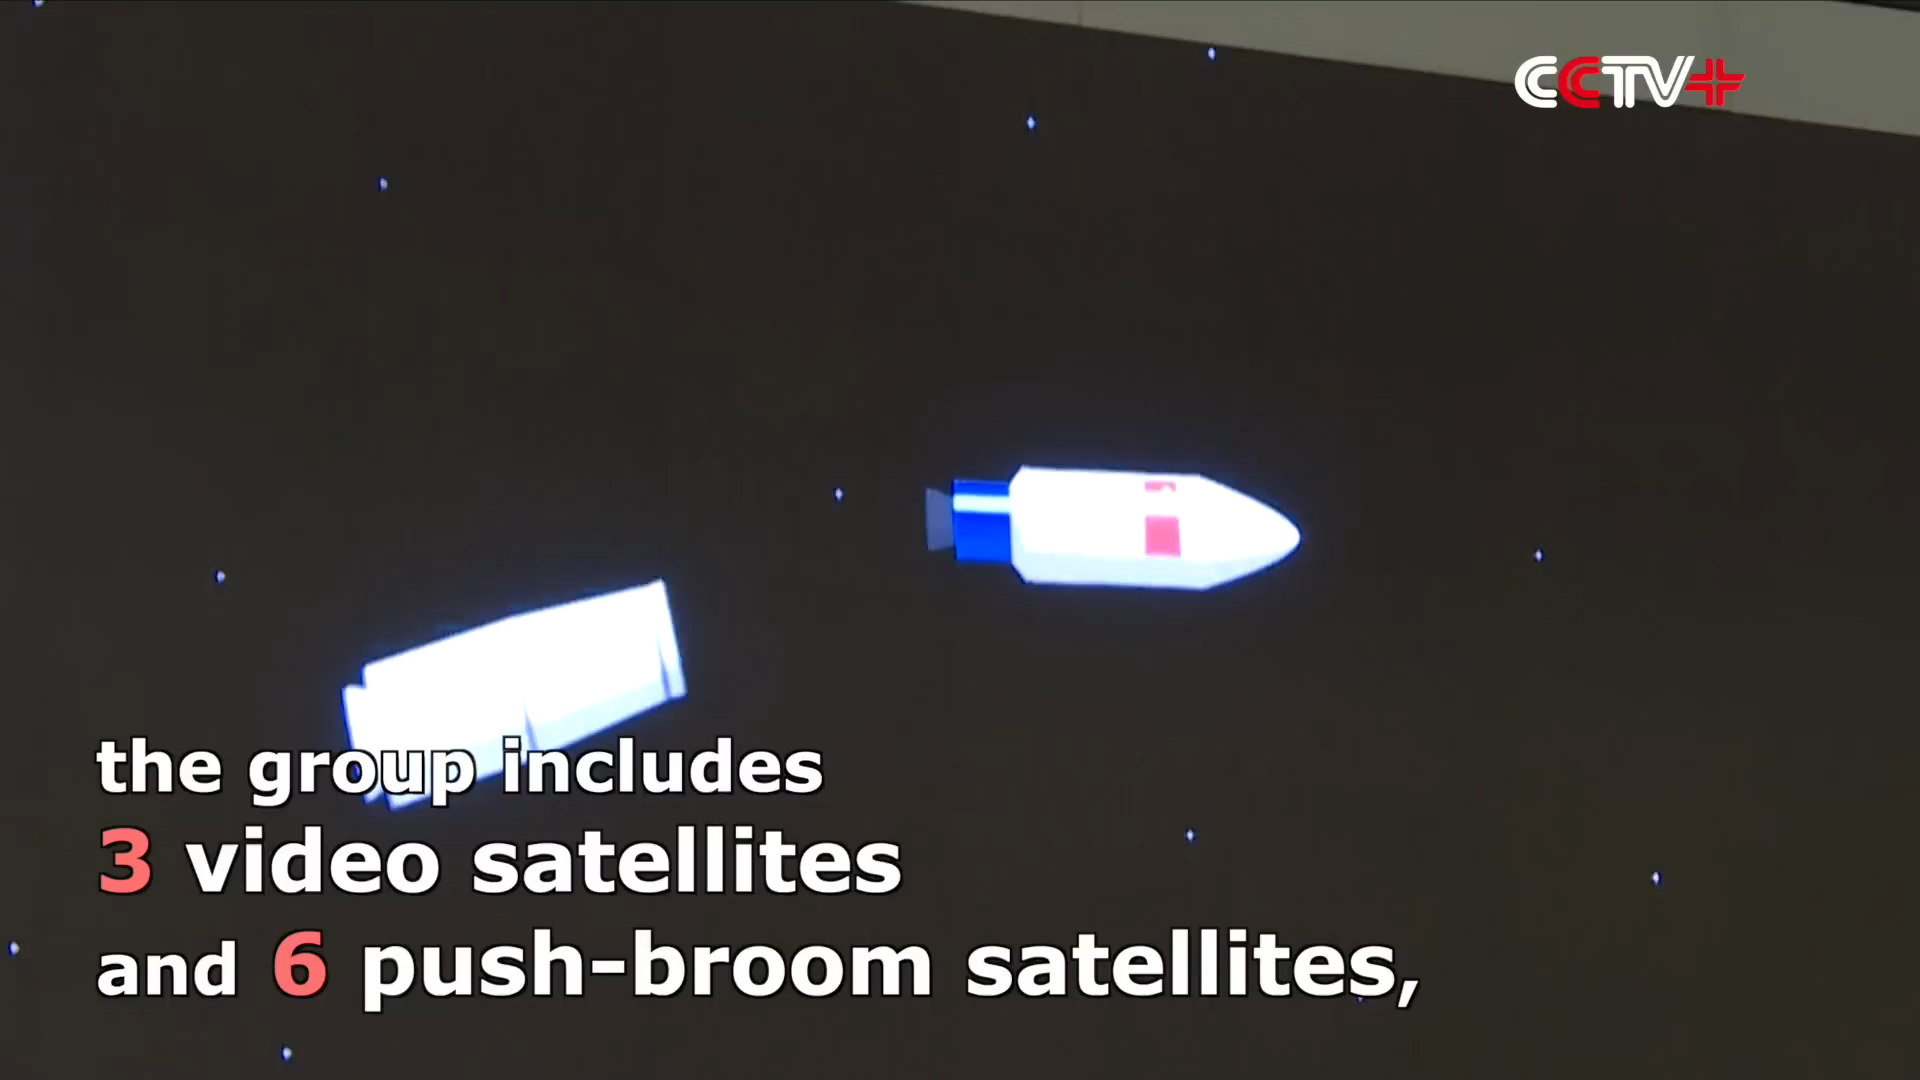 CCTV+
the group includes
3 video satellites
and 6 push-broom satellites,